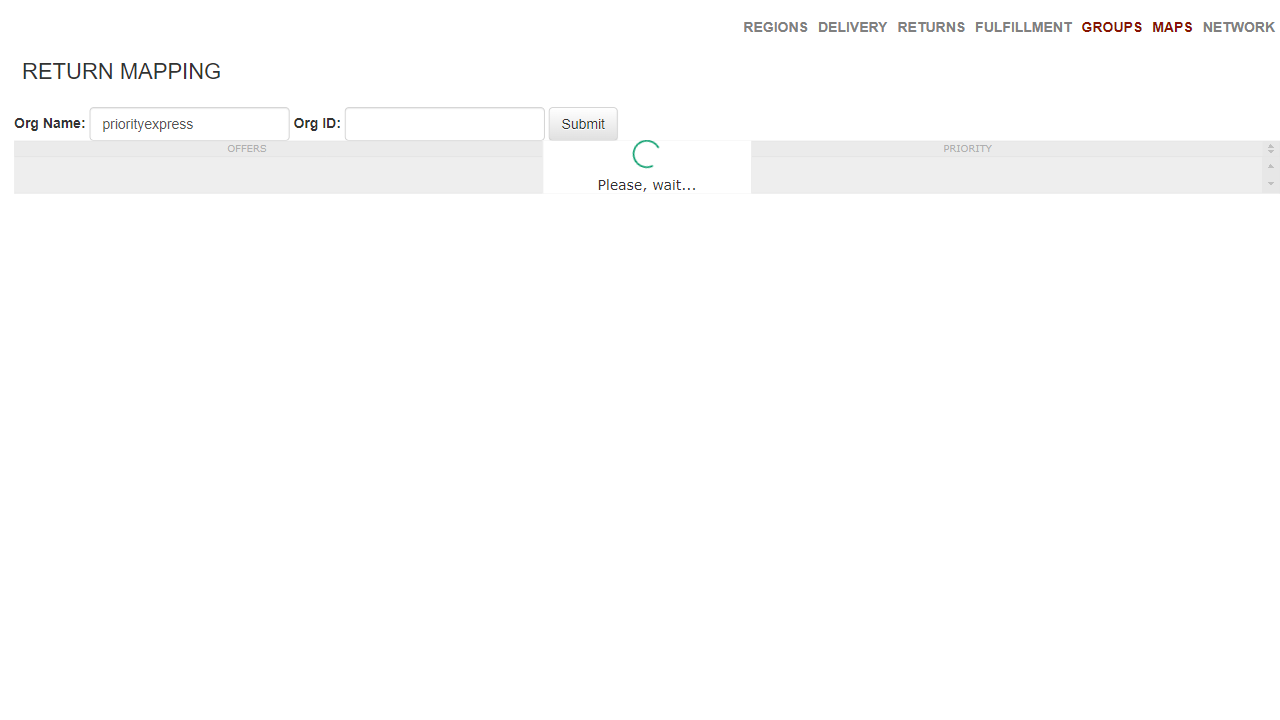 REGIONS DELIVERY RETURNS FULFILLMENT GROUPS MAPS NETWORK
RETURN MAPPING
Org Name: priorityexpress Org ID: Submit
OFFERS PRIORITY
Please, wait...